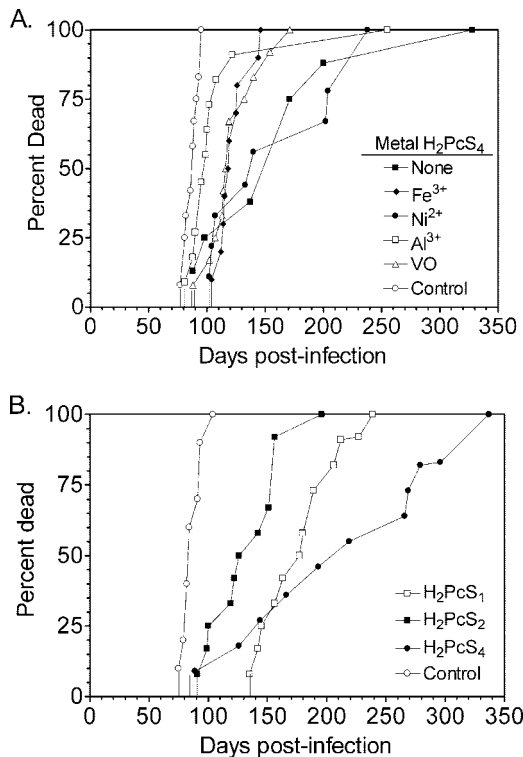 A.
100
75
50
25
0
Percent Dead
Metal H₂PcS₄
None
Fe³⁺
Ni²⁺
Al³⁺
VO
Control
0 50 100 150 200 250 300 350
Days post-infection
B.
100
75
50
25
0
Percent dead
H₂PcS₁
H₂PcS₂
H₂PcS₄
Control
0 50 100 150 200 250 300 350
Days post-infection